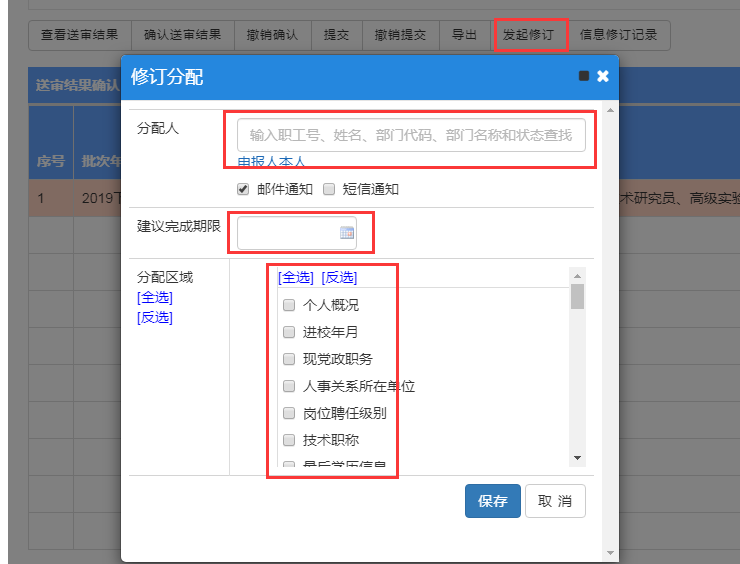 查看送审结果 确认送审结果 撤销确认 提交 撤销提交 导出 发起修订 信息修订记录
送审结果确认
修订分配
序号 批次年
1 2019下
术研究员、高级实验
分配人
输入职工号、姓名、部门代码、部门名称和状态查找
申报人本人
邮件通知 短信通知
建议完成期限
分配区域
[全选]
[反选]
[全选] [反选]
个人概况
进校年月
现党政职务
人事关系所在单位
岗位聘任级别
技术职称
最后学历信息
保存 取 消